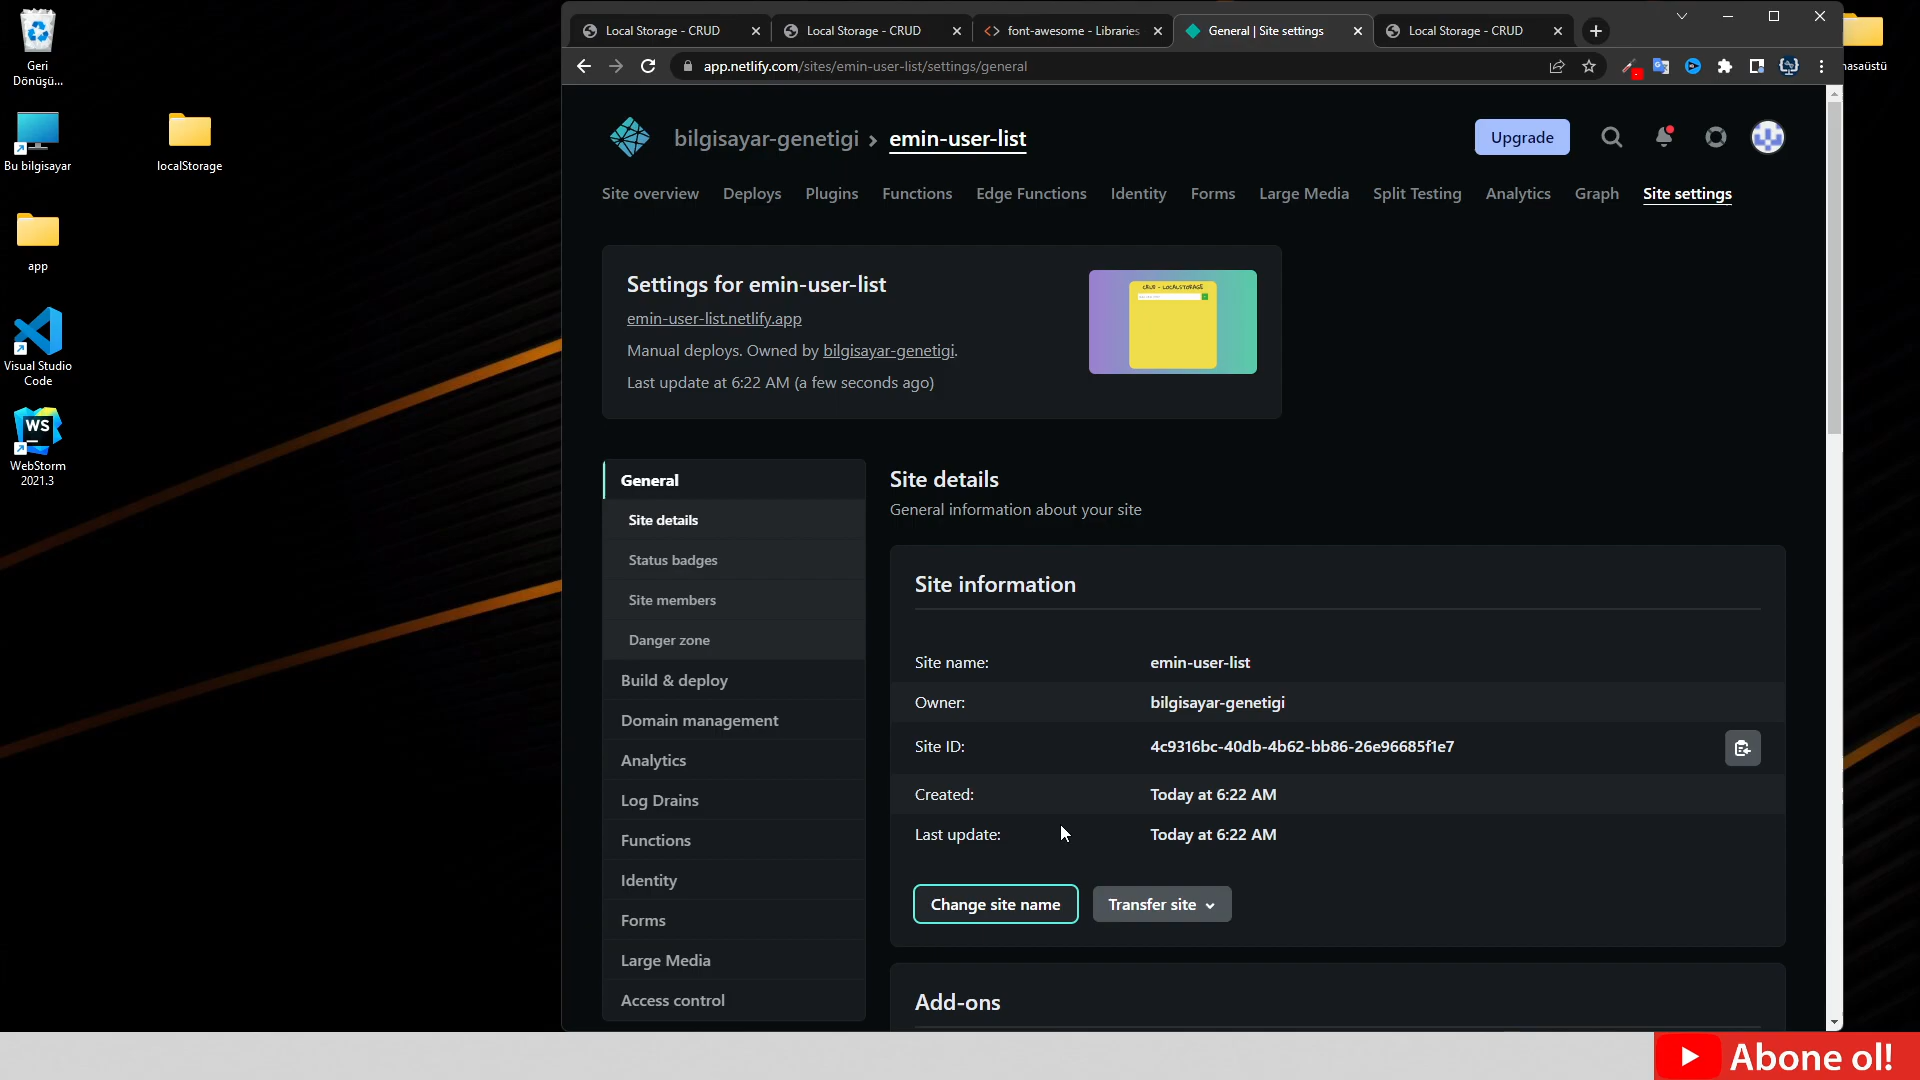 Geri
Dönüşü...
Bu bilgisayar
localStorage
app
Visual Studio
Code
WS
WebStorm
2021.3
Local Storage - CRUD
Local Storage - CRUD
font-awesome - Libraries
General | Site settings
Local Storage - CRUD
app.netlify.com/sites/emin-user-list/settings/general
nasaüstü
bilgisayar-genetigi > emin-user-list
Upgrade
Site overview
Deploys
Plugins
Functions
Edge Functions
Identity
Forms
Large Media
Split Testing
Analytics
Graph
Site settings
Settings for emin-user-list
emin-user-list.netlify.app
Manual deploys. Owned by bilgisayar-genetigi.
Last update at 6:22 AM (a few seconds ago)
CRUD - LOCALSTORAGE
General
Site details
Status badges
Site members
Danger zone
Build & deploy
Domain management
Analytics
Log Drains
Functions
Identity
Forms
Large Media
Access control
Site details
General information about your site
Site information
Site name: emin-user-list
Owner: bilgisayar-genetigi
Site ID: 4c9316bc-40db-4b62-bb86-26e96685f1e7
Created: Today at 6:22 AM
Last update: Today at 6:22 AM
Change site name
Transfer site
Add-ons
Abone ol!